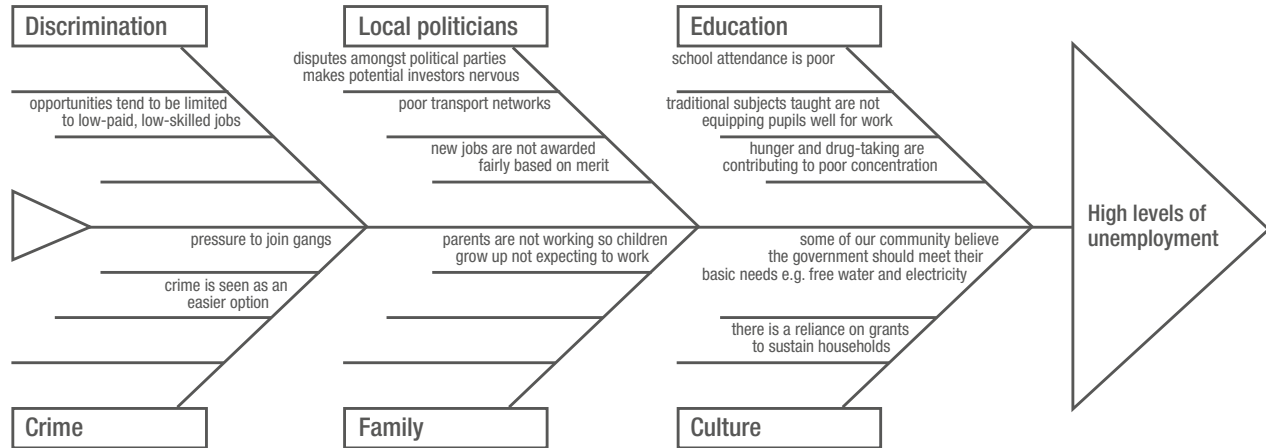 Discrimination
opportunities tend to be limited
to low-paid, low-skilled jobs
Local politicians
disputes amongst political parties
makes potential investors nervous
poor transport networks
new jobs are not awarded
fairly based on merit
Education
school attendance is poor
traditional subjects taught are not
equipping pupils well for work
hunger and drug-taking are
contributing to poor concentration
High levels of
unemployment
pressure to join gangs
crime is seen as an
easier option
Crime
parents are not working so children
grow up not expecting to work
Family
some of our community believe
the government should meet their
basic needs e.g. free water and electricity
there is a reliance on grants
to sustain households
Culture